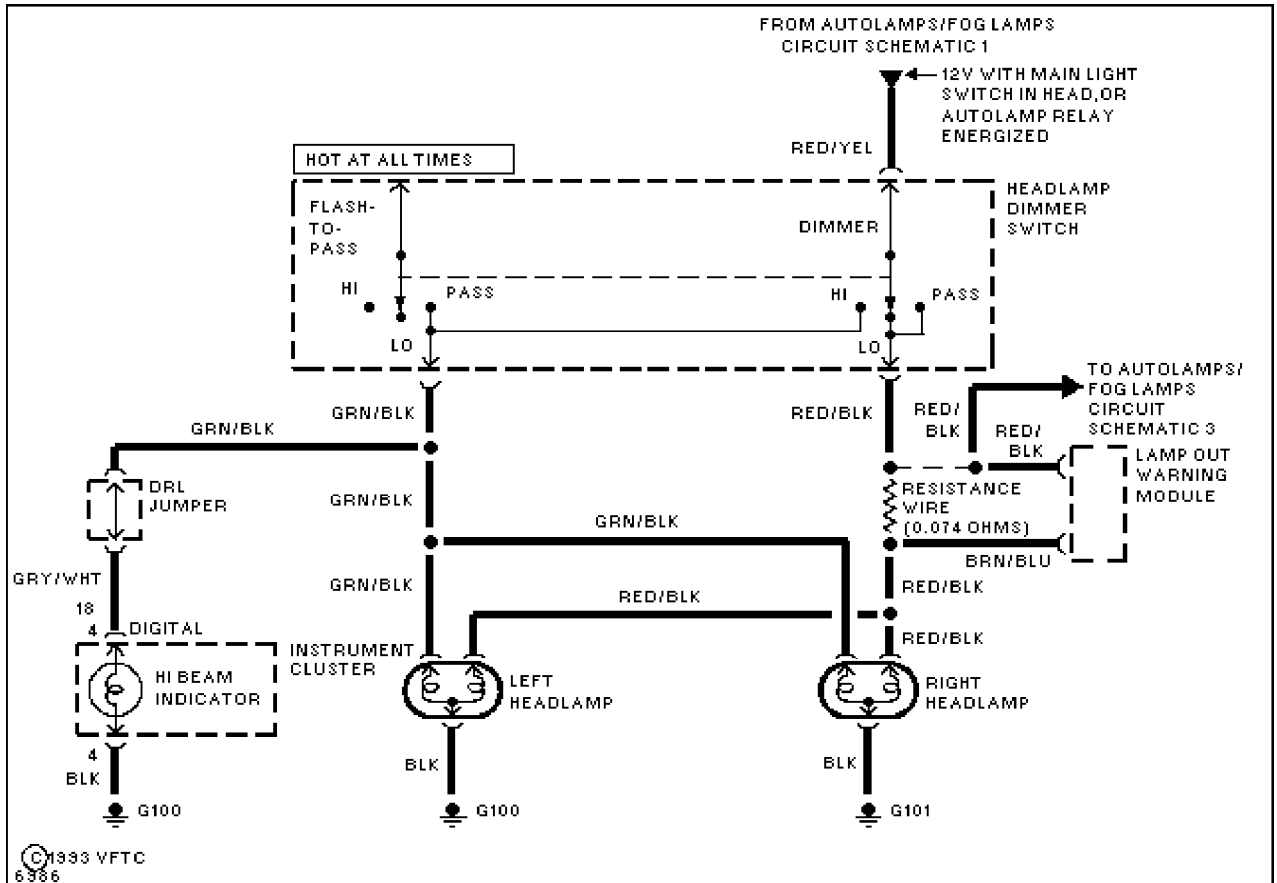 FROM AUTOLAMPS/FOG LAMPS
CIRCUIT SCHEMATIC 1
12V WITH MAIN LIGHT
SWITCH IN HEAD,OR
AUTOLAMP RELAY
ENERGIZED
RED/YEL
HOT AT ALL TIMES
HEADLAMP
DIMMER
SWITCH
FLASH-
TO-
PASS
DIMMER
HI
PASS
HI
PASS
LO
LO
TO AUTOLAMPS/
FOG LAMPS
CIRCUIT
SCHEMATIC 3
GRN/BLK
RED/BLK
RED/
BLK
RED/
BLK
GRN/BLK
LAMP OUT
WARNING
MODULE
DRL
JUMPER
GRN/BLK
RESISTANCE
WIRE
(0.074 OHMS)
GRN/BLK
BRN/BLU
GRY/WHT
GRN/BLK
RED/BLK
RED/BLK
18
4
DIGITAL
RED/BLK
INSTRUMENT
CLUSTER
HI BEAM
INDICATOR
LEFT
HEADLAMP
RIGHT
HEADLAMP
4
BLK
BLK
BLK
G100
G100
G101
C 1993 VFTC
6986